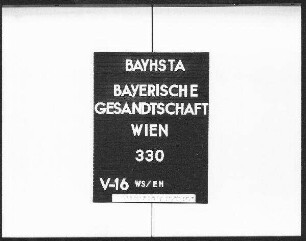 BAYHSTA
BAYERISCHE
GESANDTSCHAFT
WIEN
330
V-16 WS/EH